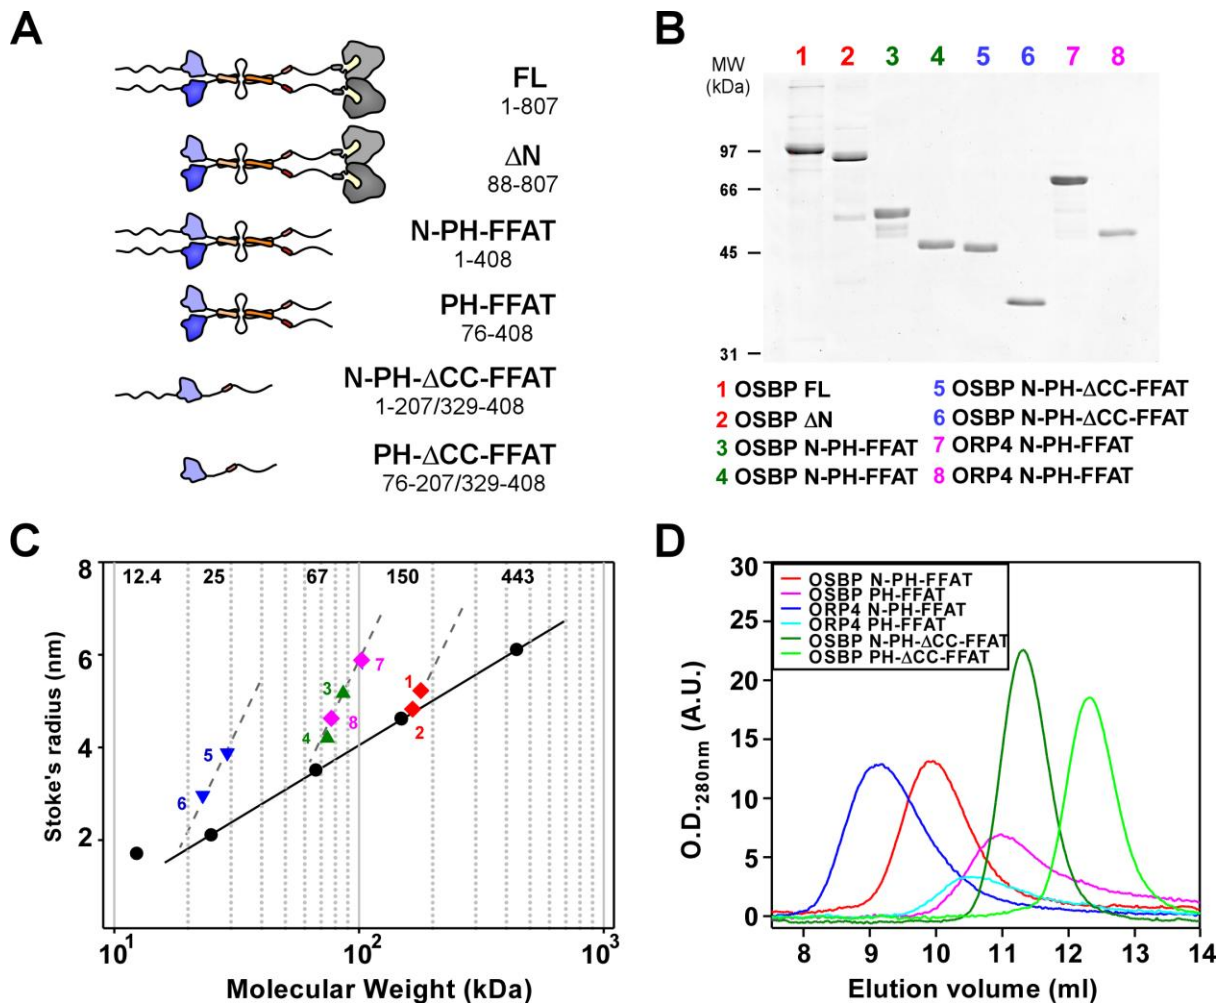 A
FL
1-807
ΔN
88-807
N-PH-FFAT
1-408
PH-FFAT
76-408
N-PH-ΔCC-FFAT
1-207/329-408
PH-ΔCC-FFAT
76-207/329-408
B
MW
(kDa)
1 2 3 4 5 6 7 8
97
66
45
31
1 OSBP FL
2 OSBP ΔN
3 OSBP N-PH-FFAT
4 OSBP N-PH-FFAT
5 OSBP N-PH-ΔCC-FFAT
6 OSBP N-PH-ΔCC-FFAT
7 ORP4 N-PH-FFAT
8 ORP4 N-PH-FFAT
C
Stoke's radius (nm)
8
6
4
2
12.4 25 67 150 443
1
2
3
4
5
6
7
8
10¹ 10² 10³
Molecular Weight (kDa)
D
O.D.280nm (A.U.)
30
25
20
15
10
5
0
OSBP N-PH-FFAT
OSBP PH-FFAT
ORP4 N-PH-FFAT
ORP4 PH-FFAT
OSBP N-PH-ΔCC-FFAT
OSBP PH-ΔCC-FFAT
8 9 10 11 12 13 14
Elution volume (ml)